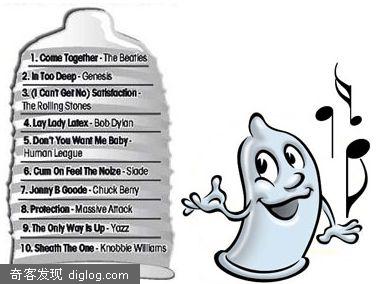 1. Come Together - The Beatles
2. In Too Deep - Genesis
3. (I Can't Get No) Satisfaction -
The Rolling Stones
4. Lay Lady Latex - Bob Dylan
5. Don't You Want Me Baby -
Human League
6. Cum On Feel The Noize - Slade
7. Jonny B Goode - Chuck Berry
8. Protection - Massive Attack
9. The Only Way Is Up - Yazz
10. Sheath The One - Knobbie Williams
奇客发现 diglog.com